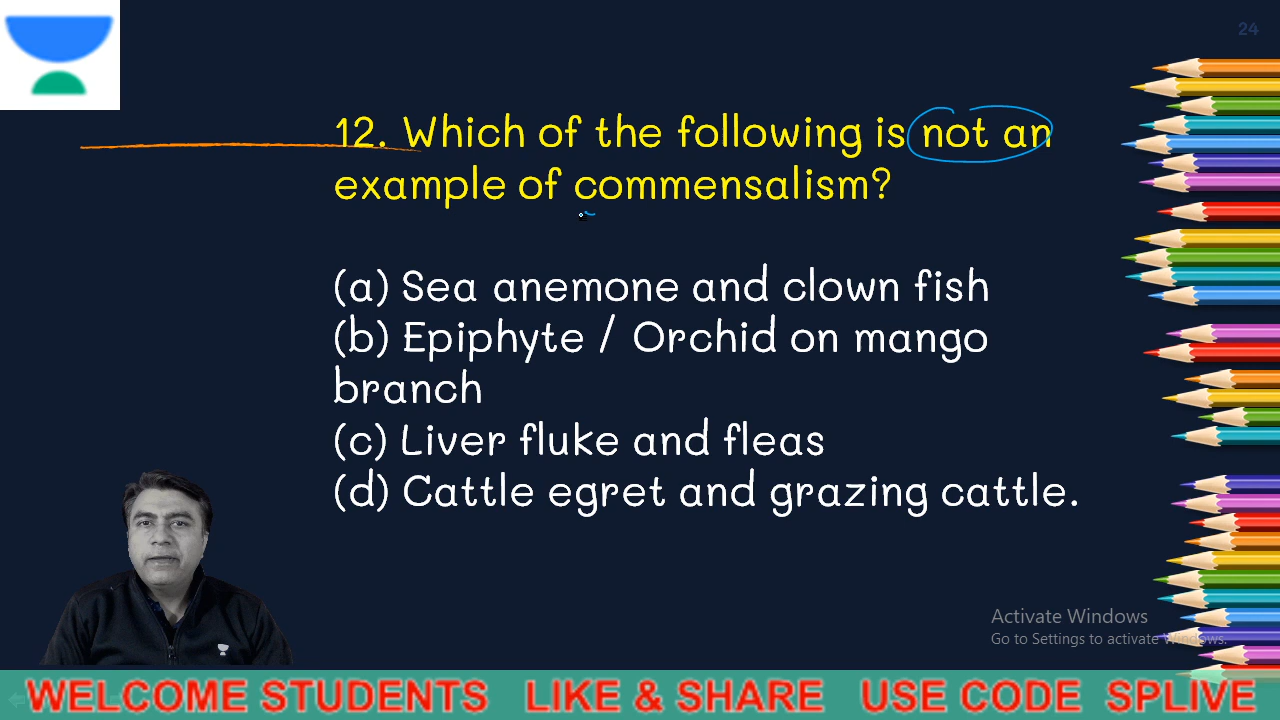 24
12. Which of the following is not an
example of commensalism?
(a) Sea anemone and clown fish
(b) Epiphyte / Orchid on mango
branch
(c) Liver fluke and fleas
(d) Cattle egret and grazing cattle.
Activate Windows
Go to Settings to activate Windows.
WELCOME STUDENTS LIKE & SHARE USE CODE SPLIVE